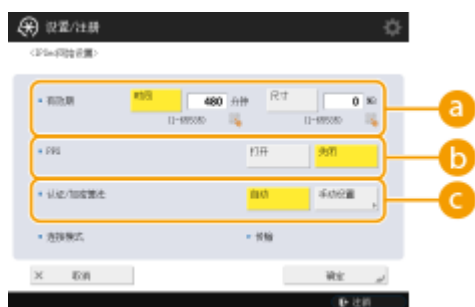 设置/注册
<IPSec网络设置>
有效期 时间 480 分钟 尺寸 0 MB
(1-65535) (1-65535)
a
PFS 打开 关闭
b
认证/加密算法 自动 手动设置
c
连接模式 传输
× 取消 确定
注销